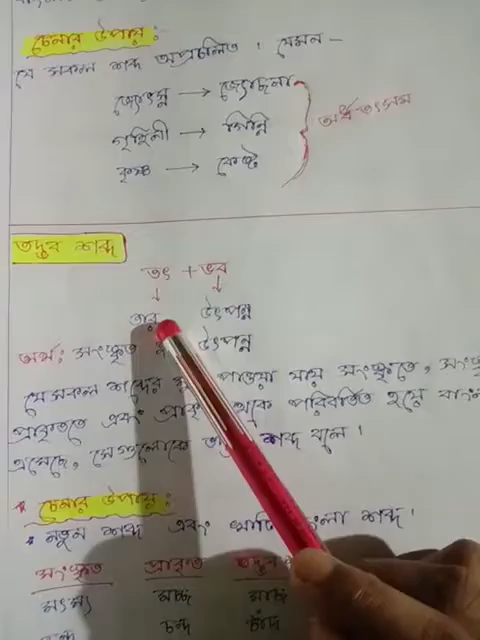 চেনার উপায়:
যে সকল শব্দ অপ্রচলিত । যেমন —
জ্যোৎস্ন → জ্যোছনা
গৃহিনী → গিন্নি
কৃষ্ণ → কেষ্ট
অর্ধ-তৎসম
তদ্ভব শব্দ
তৎ + ভব
↓ ↓
তার উৎপন্ন
অর্থ: সংস্কৃত উৎপন্ন
যে সকল শব্দের পাওয়া যায় সংস্কৃতে,
প্রাকৃততে এবং থেকে পরিবর্তিত হয়ে
এসেছে, সেগুলোকে শব্দ বলে ।
* চেনার উপায়:
নতুন শব্দ এবং শব্দ ।
সংস্কৃত প্রাকৃত
মৎস্য মচ্ছ মাছ
চন্দ চাঁদ